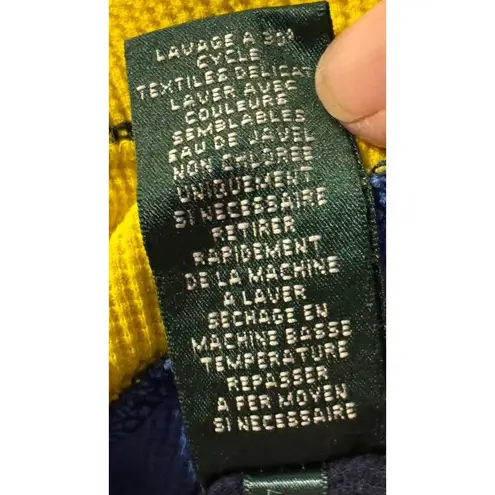 LAVAGE A 30°
CYCLE
TEXTILES DELICAT
LAVER AVEC
COULEURS
SEMBLABLES
EAU DE JAVEL
NON CHLOREE
UNIQUEMENT
SI NECESSAIRE
RETIRER
RAPIDEMENT
DE LA MACHINE
A LAVER
SECHAGE EN
MACHINE BASSE
TEMPERATURE
REPASSER
A FER MOYEN
SI NECESSAIRE